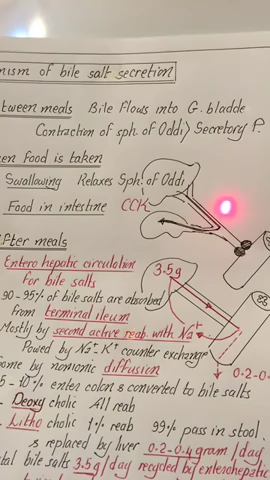 nism of bile salt secretion
tween meals Bile flows into G. bladde
Contraction of sph. of Oddi > Secretory P.
en Food is taken
Swallowing Relaxes Sph. of Oddi
Food in intestine CCK
fter meals
Entero hepatic circulation
for bile salts
3.5g
90-95% of bile salts are absorbed
from terminal ileum
Mostly by second active reab. with Na+
Powed by Na+-K+ counter exchange
ome by nonionic diffusion
0.2-0.
5-10% enter colon & converted to bile salts
- Deoxy cholic All reab
- Litho cholic 1% reab 99% pass in stool
& replaced by liver 0.2-0.4 gram/day
tal bile salts 3.5g/day recycled by enterohepatic